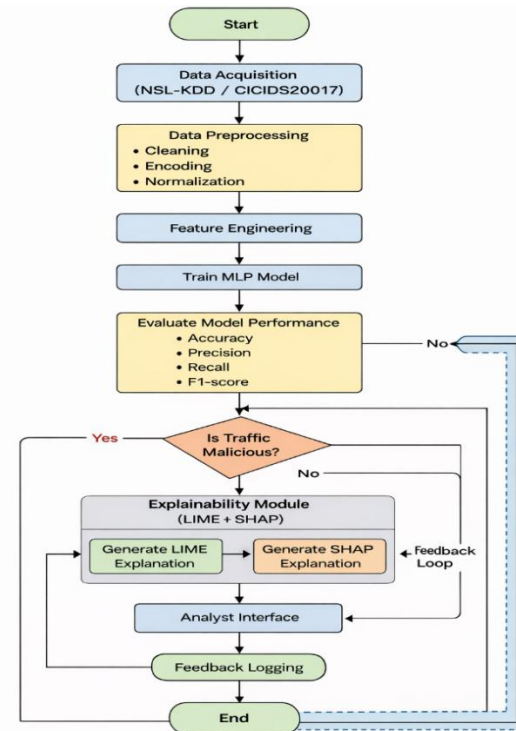 Start
Data Acquisition
(NSL-KDD / CICIDS20017)
Data Preprocessing
• Cleaning
• Encoding
• Normalization
Feature Engineering
Train MLP Model
Evaluate Model Performance
• Accuracy
• Precision
• Recall
• F1-score
No
Yes
Is Traffic
Malicious?
No
Explainability Module
(LIME + SHAP)
Generate LIME
Explanation
Generate SHAP
Explanation
Feedback
Loop
Analyst Interface
Feedback Logging
End